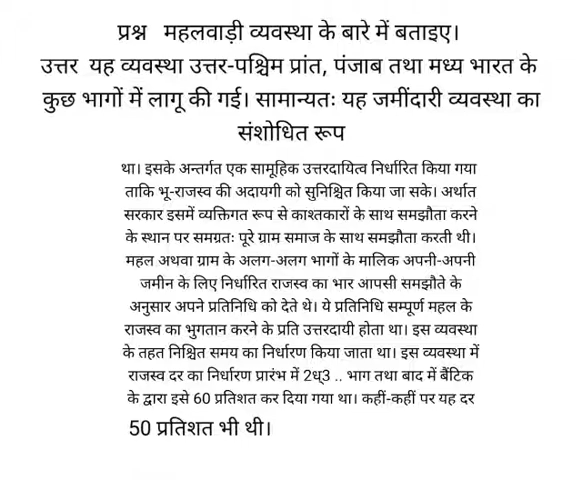 प्रश्न महलवाड़ी व्यवस्था के बारे में बताइए।
उत्तर यह व्यवस्था उत्तर-पश्चिम प्रांत, पंजाब तथा मध्य भारत के
कुछ भागों में लागू की गई। सामान्यतः यह जमींदारी व्यवस्था का
संशोधित रूप
था। इसके अन्तर्गत एक सामूहिक उत्तरदायित्व निर्धारित किया गया
ताकि भू-राजस्व की अदायगी को सुनिश्चित किया जा सके। अर्थात
सरकार इसमें व्यक्तिगत रूप से काश्तकारों के साथ समझौता करने
के स्थान पर समग्रतः पूरे ग्राम समाज के साथ समझौता करती थी।
महल अथवा ग्राम के अलग-अलग भागों के मालिक अपनी-अपनी
जमीन के लिए निर्धारित राजस्व का भार आपसी समझौते के
अनुसार अपने प्रतिनिधि को देते थे। ये प्रतिनिधि सम्पूर्ण महल के
राजस्व का भुगतान करने के प्रति उत्तरदायी होता था। इस व्यवस्था
के तहत निश्चित समय का निर्धारण किया जाता था। इस व्यवस्था में
राजस्व दर का निर्धारण प्रारंभ में 2ध्3 .. भाग तथा बाद में बैंटिक
के द्वारा इसे 60 प्रतिशत कर दिया गया था। कहीं-कहीं पर यह दर
50 प्रतिशत भी थी।